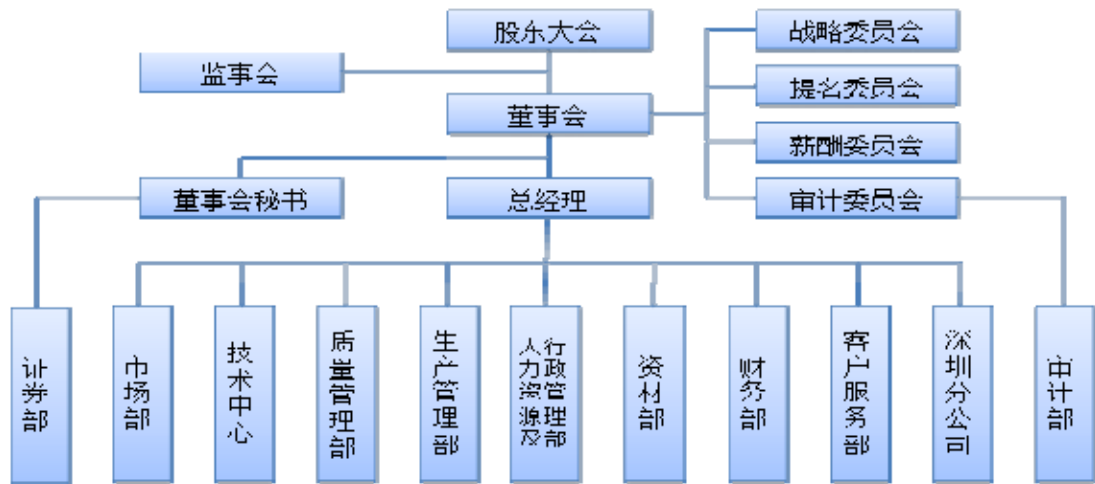 股东大会
战略委员会
监事会
提名委员会
董事会
薪酬委员会
董事会秘书
总经理
审计委员会
证券部
市场部
技术中心
质量管理部
生产管理部
人力资源及
行政管理部
资材部
财务部
客户服务部
深圳分公司
审计部